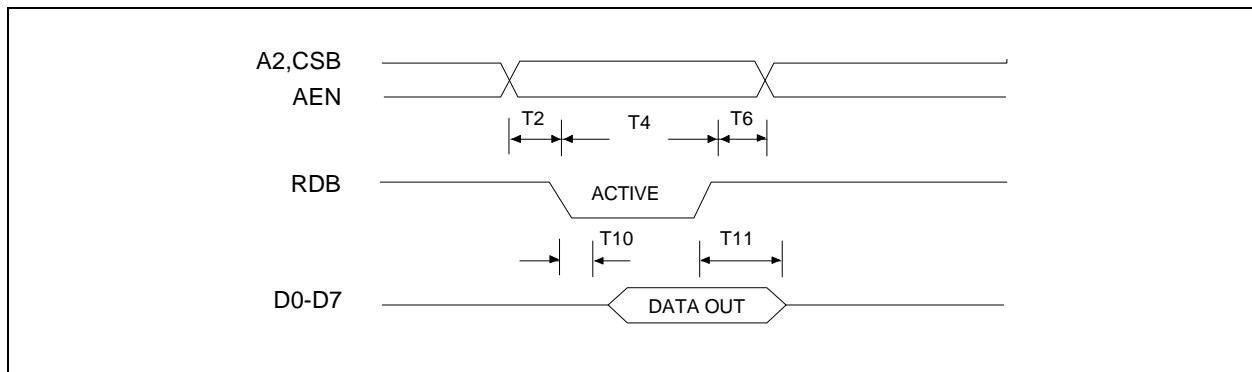 A2,CSB
AEN
T2
T4
T6
RDB
ACTIVE
T10
T11
D0-D7
DATA OUT